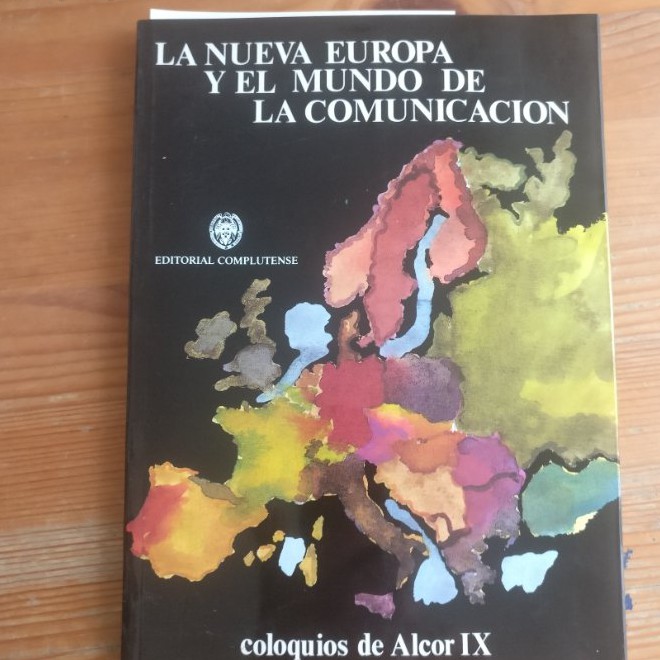 LA NUEVA EUROPA
Y EL MUNDO DE
LA COMUNICACION
EDITORIAL COMPLUTENSE
coloquios de Alcor IX